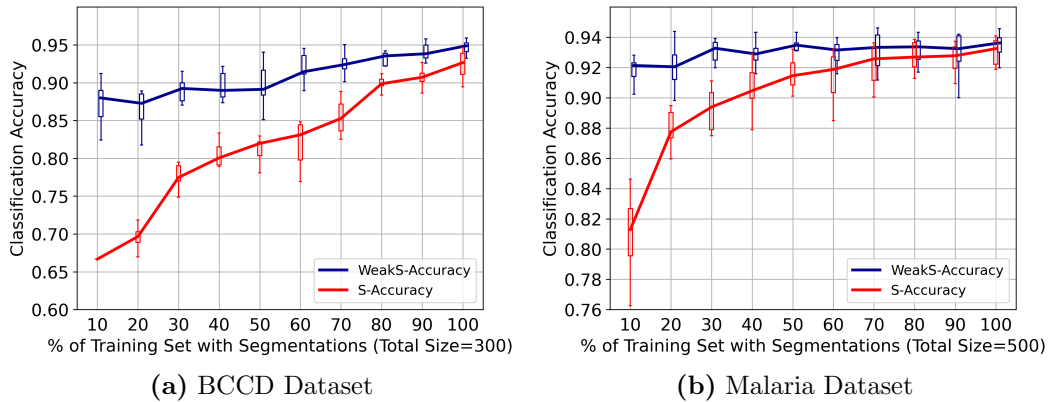 Classification Accuracy
0.95
0.90
0.85
0.80
0.75
0.70
0.65
0.60
WeakS-Accuracy
S-Accuracy
10 20 30 40 50 60 70 80 90 100
% of Training Set with Segmentations (Total Size=300)
(a) BCCD Dataset
Classification Accuracy
0.94
0.92
0.90
0.88
0.86
0.84
0.82
0.80
0.78
0.76
WeakS-Accuracy
S-Accuracy
10 20 30 40 50 60 70 80 90 100
% of Training Set with Segmentations (Total Size=500)
(b) Malaria Dataset